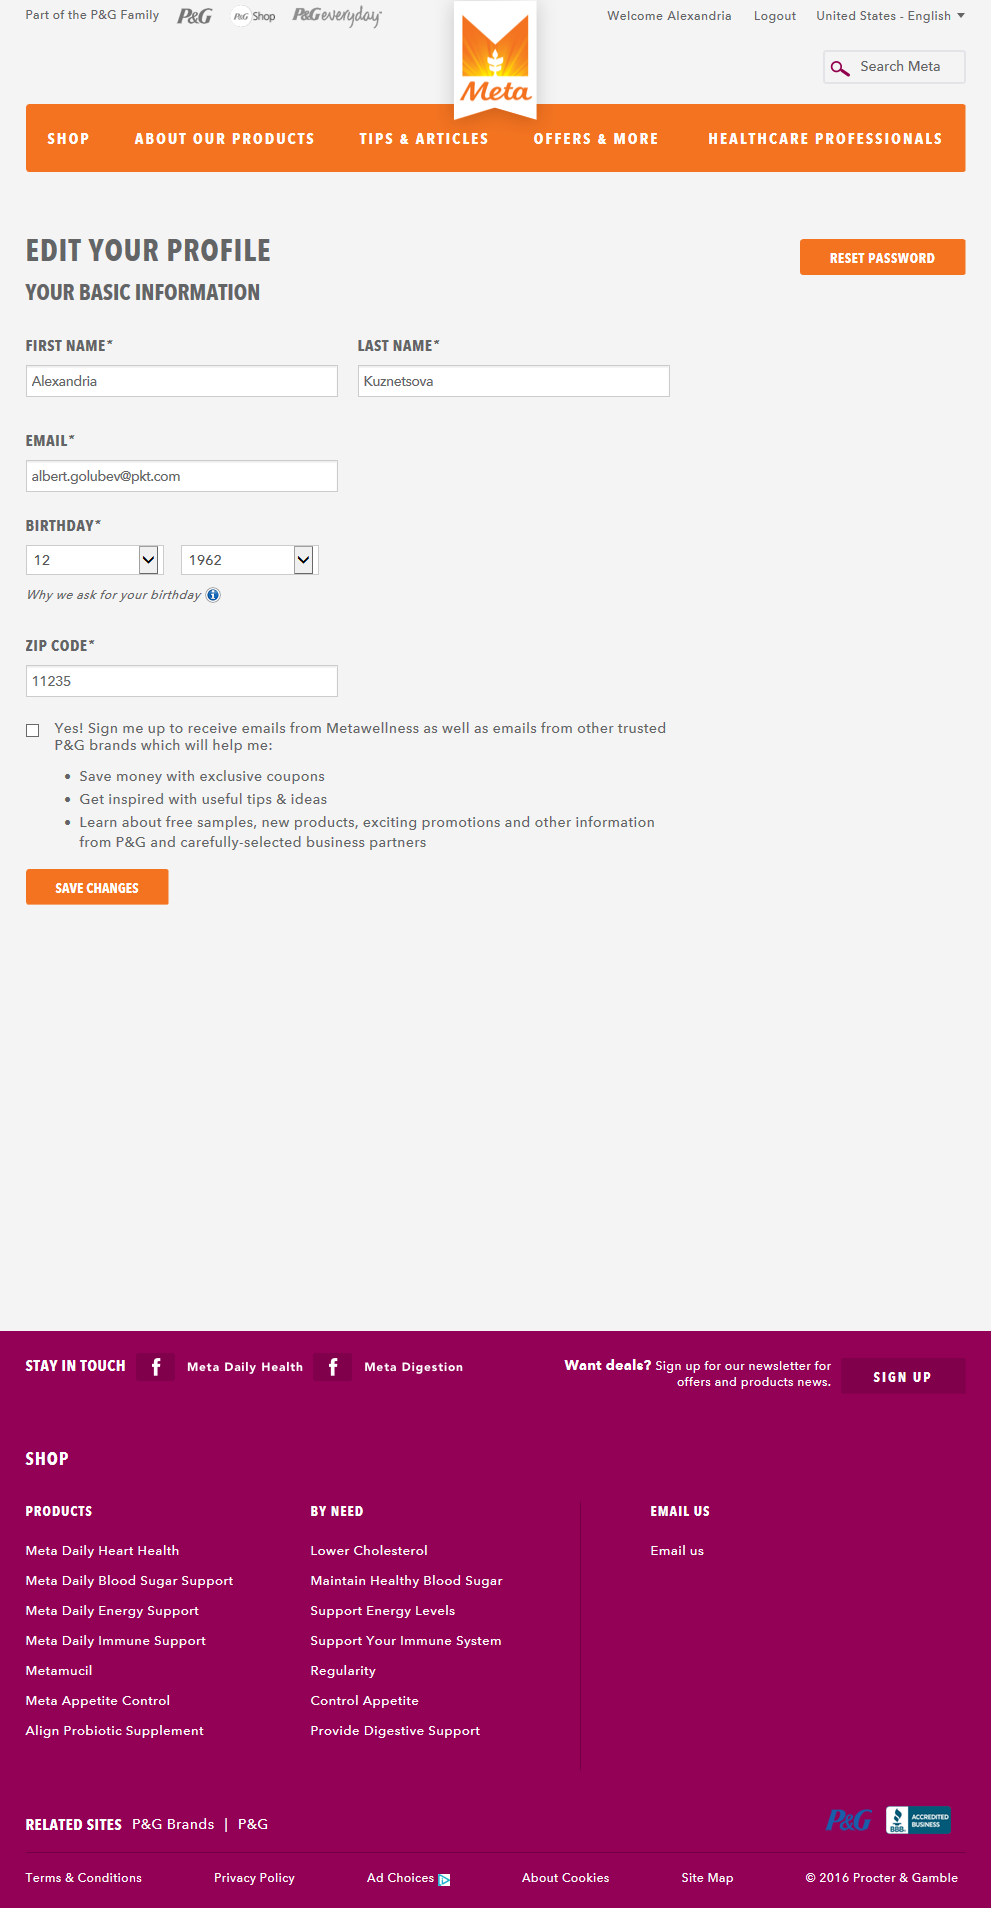 Part of the P&G Family P&G P&G Shop P&G everyday
Welcome Alexandria Logout United States - English
Meta
Search Meta
SHOP ABOUT OUR PRODUCTS TIPS & ARTICLES OFFERS & MORE HEALTHCARE PROFESSIONALS
EDIT YOUR PROFILE
RESET PASSWORD
YOUR BASIC INFORMATION
FIRST NAME* LAST NAME*
Alexandria Kuznetsova
EMAIL*
albert.golubev@pkt.com
BIRTHDAY*
12 1962
Why we ask for your birthday
ZIP CODE*
11235
Yes! Sign me up to receive emails from Metawellness as well as emails from other trusted
P&G brands which will help me:
• Save money with exclusive coupons
• Get inspired with useful tips & ideas
• Learn about free samples, new products, exciting promotions and other information
from P&G and carefully-selected business partners
SAVE CHANGES
STAY IN TOUCH f Meta Daily Health f Meta Digestion
Want deals? Sign up for our newsletter for
offers and products news.
SIGN UP
SHOP
PRODUCTS
Meta Daily Heart Health
Meta Daily Blood Sugar Support
Meta Daily Energy Support
Meta Daily Immune Support
Metamucil
Meta Appetite Control
Align Probiotic Supplement
BY NEED
Lower Cholesterol
Maintain Healthy Blood Sugar
Support Energy Levels
Support Your Immune System
Regularity
Control Appetite
Provide Digestive Support
EMAIL US
Email us
RELATED SITES P&G Brands | P&G
P&G
BBB. ACCREDITED
BUSINESS
Terms & Conditions Privacy Policy Ad Choices About Cookies Site Map © 2016 Procter & Gamble